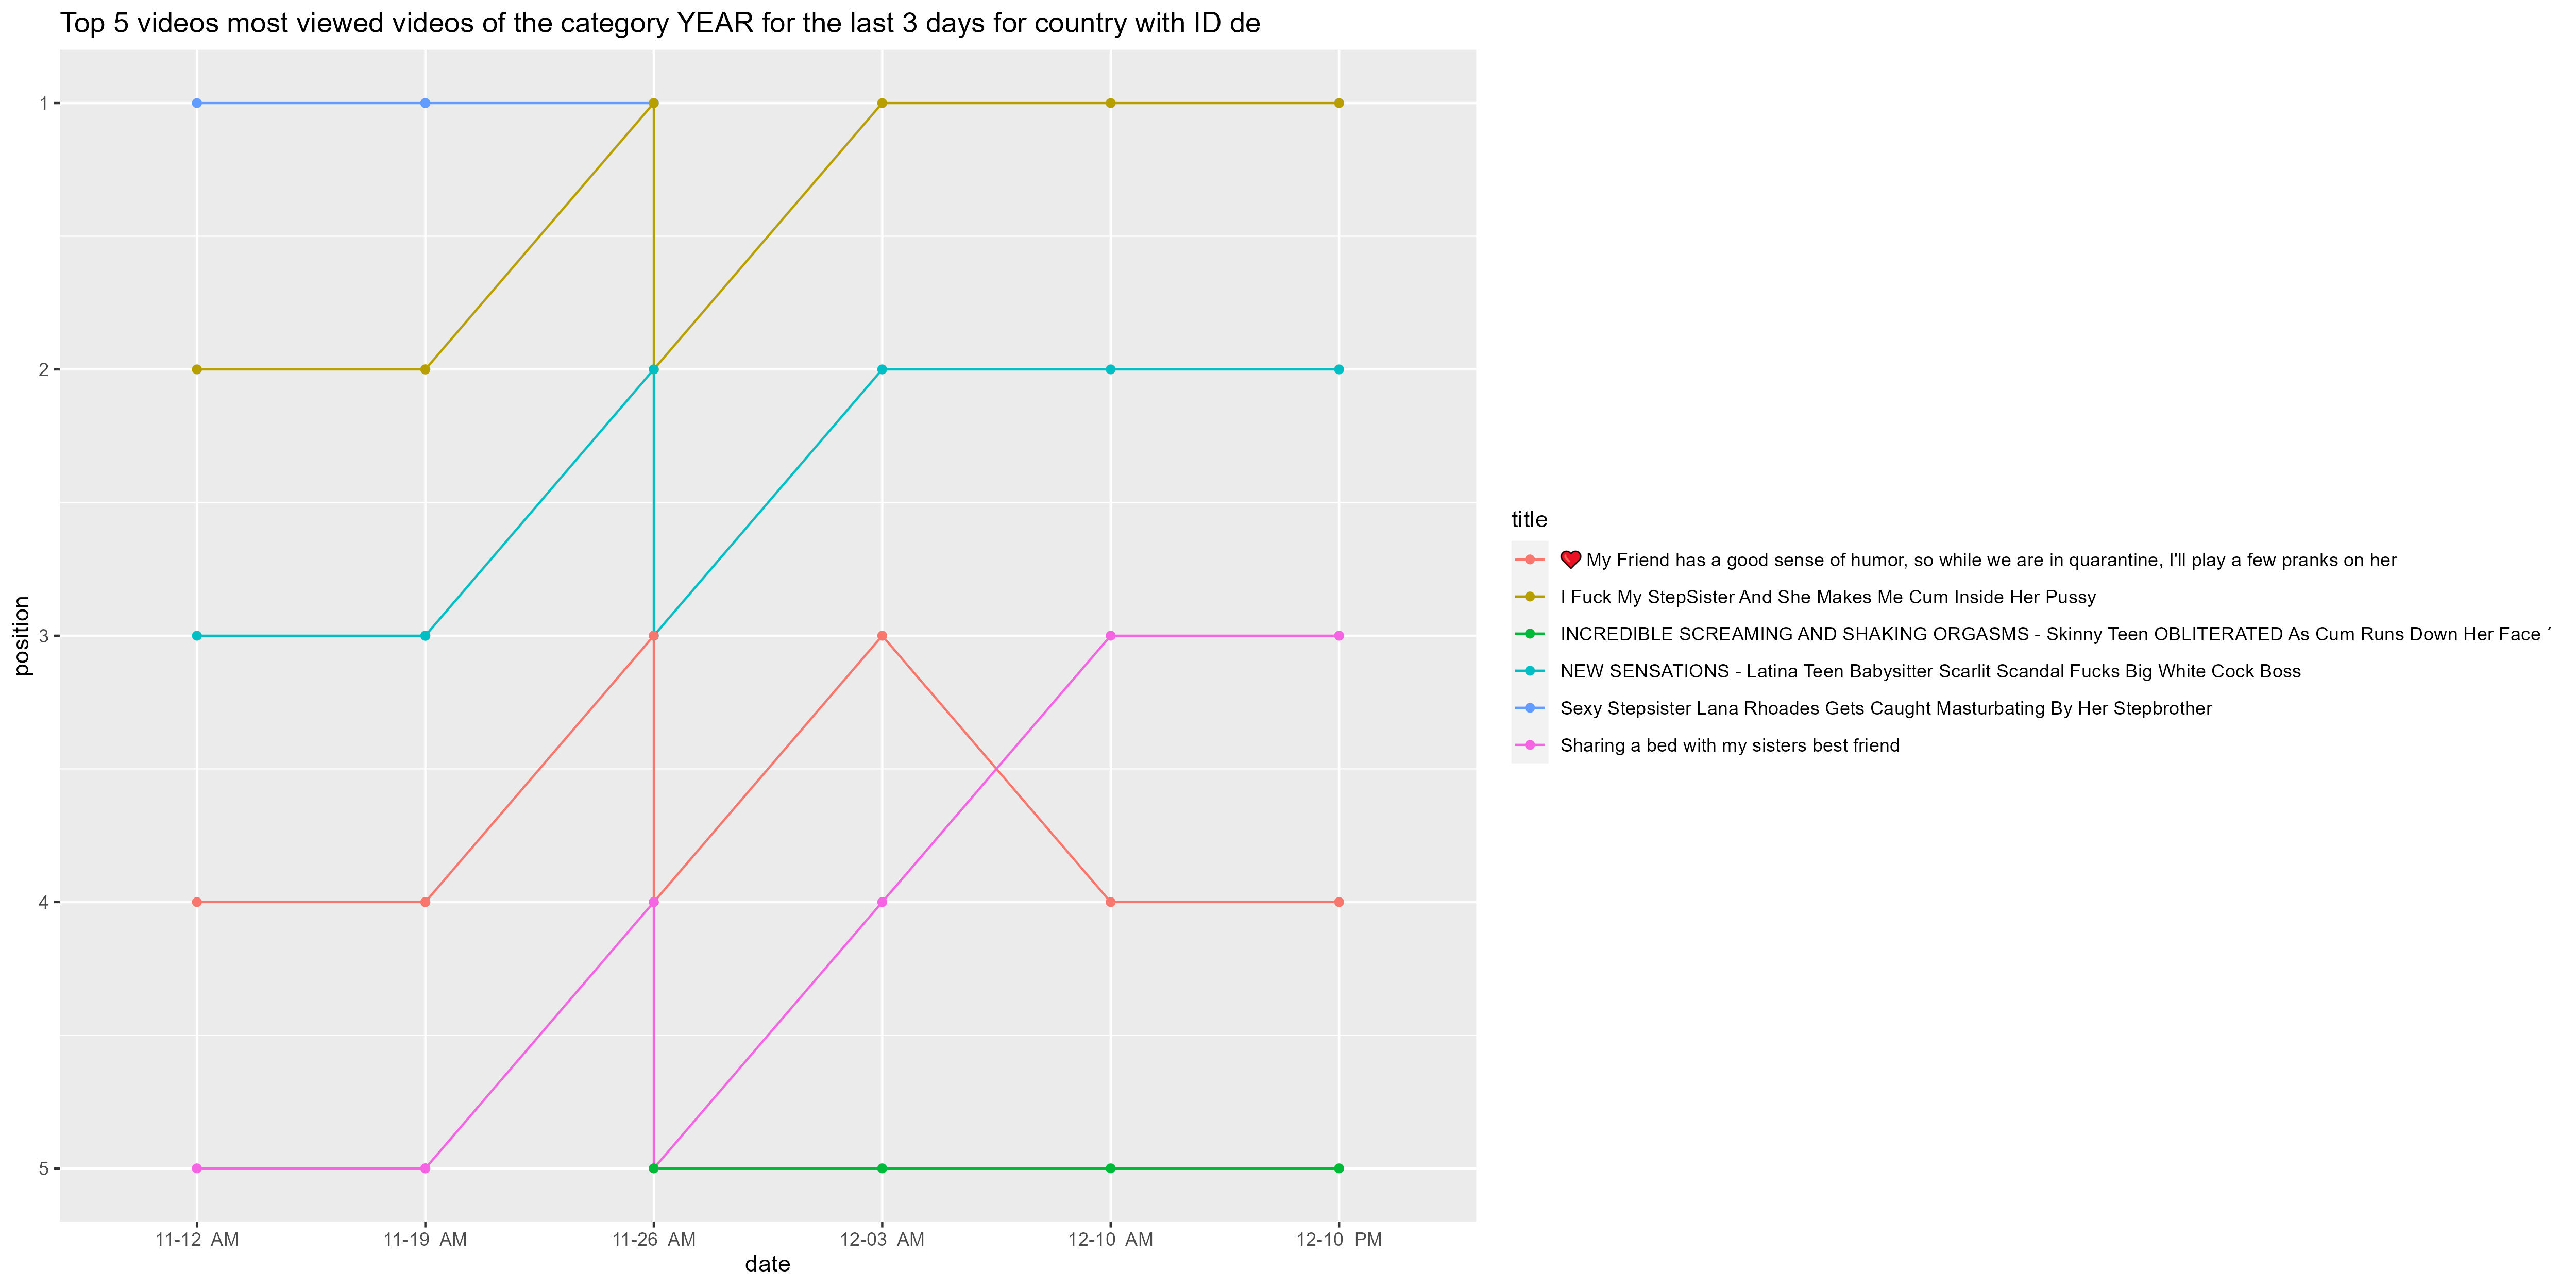 Top 5 videos most viewed videos of the category YEAR for the last 3 days for country with ID de
position
1
2
3
4
5
11-12 AM
11-19 AM
11-26 AM
12-03 AM
12-10 AM
12-10 PM
date
title
❤ My Friend has a good sense of humor, so while we are in quarantine, I'll play a few pranks on her
I Fuck My StepSister And She Makes Me Cum Inside Her Pussy
INCREDIBLE SCREAMING AND SHAKING ORGASMS - Skinny Teen OBLITERATED As Cum Runs Down Her Face
NEW SENSATIONS - Latina Teen Babysitter Scarlit Scandal Fucks Big White Cock Boss
Sexy Stepsister Lana Rhoades Gets Caught Masturbating By Her Stepbrother
Sharing a bed with my sisters best friend